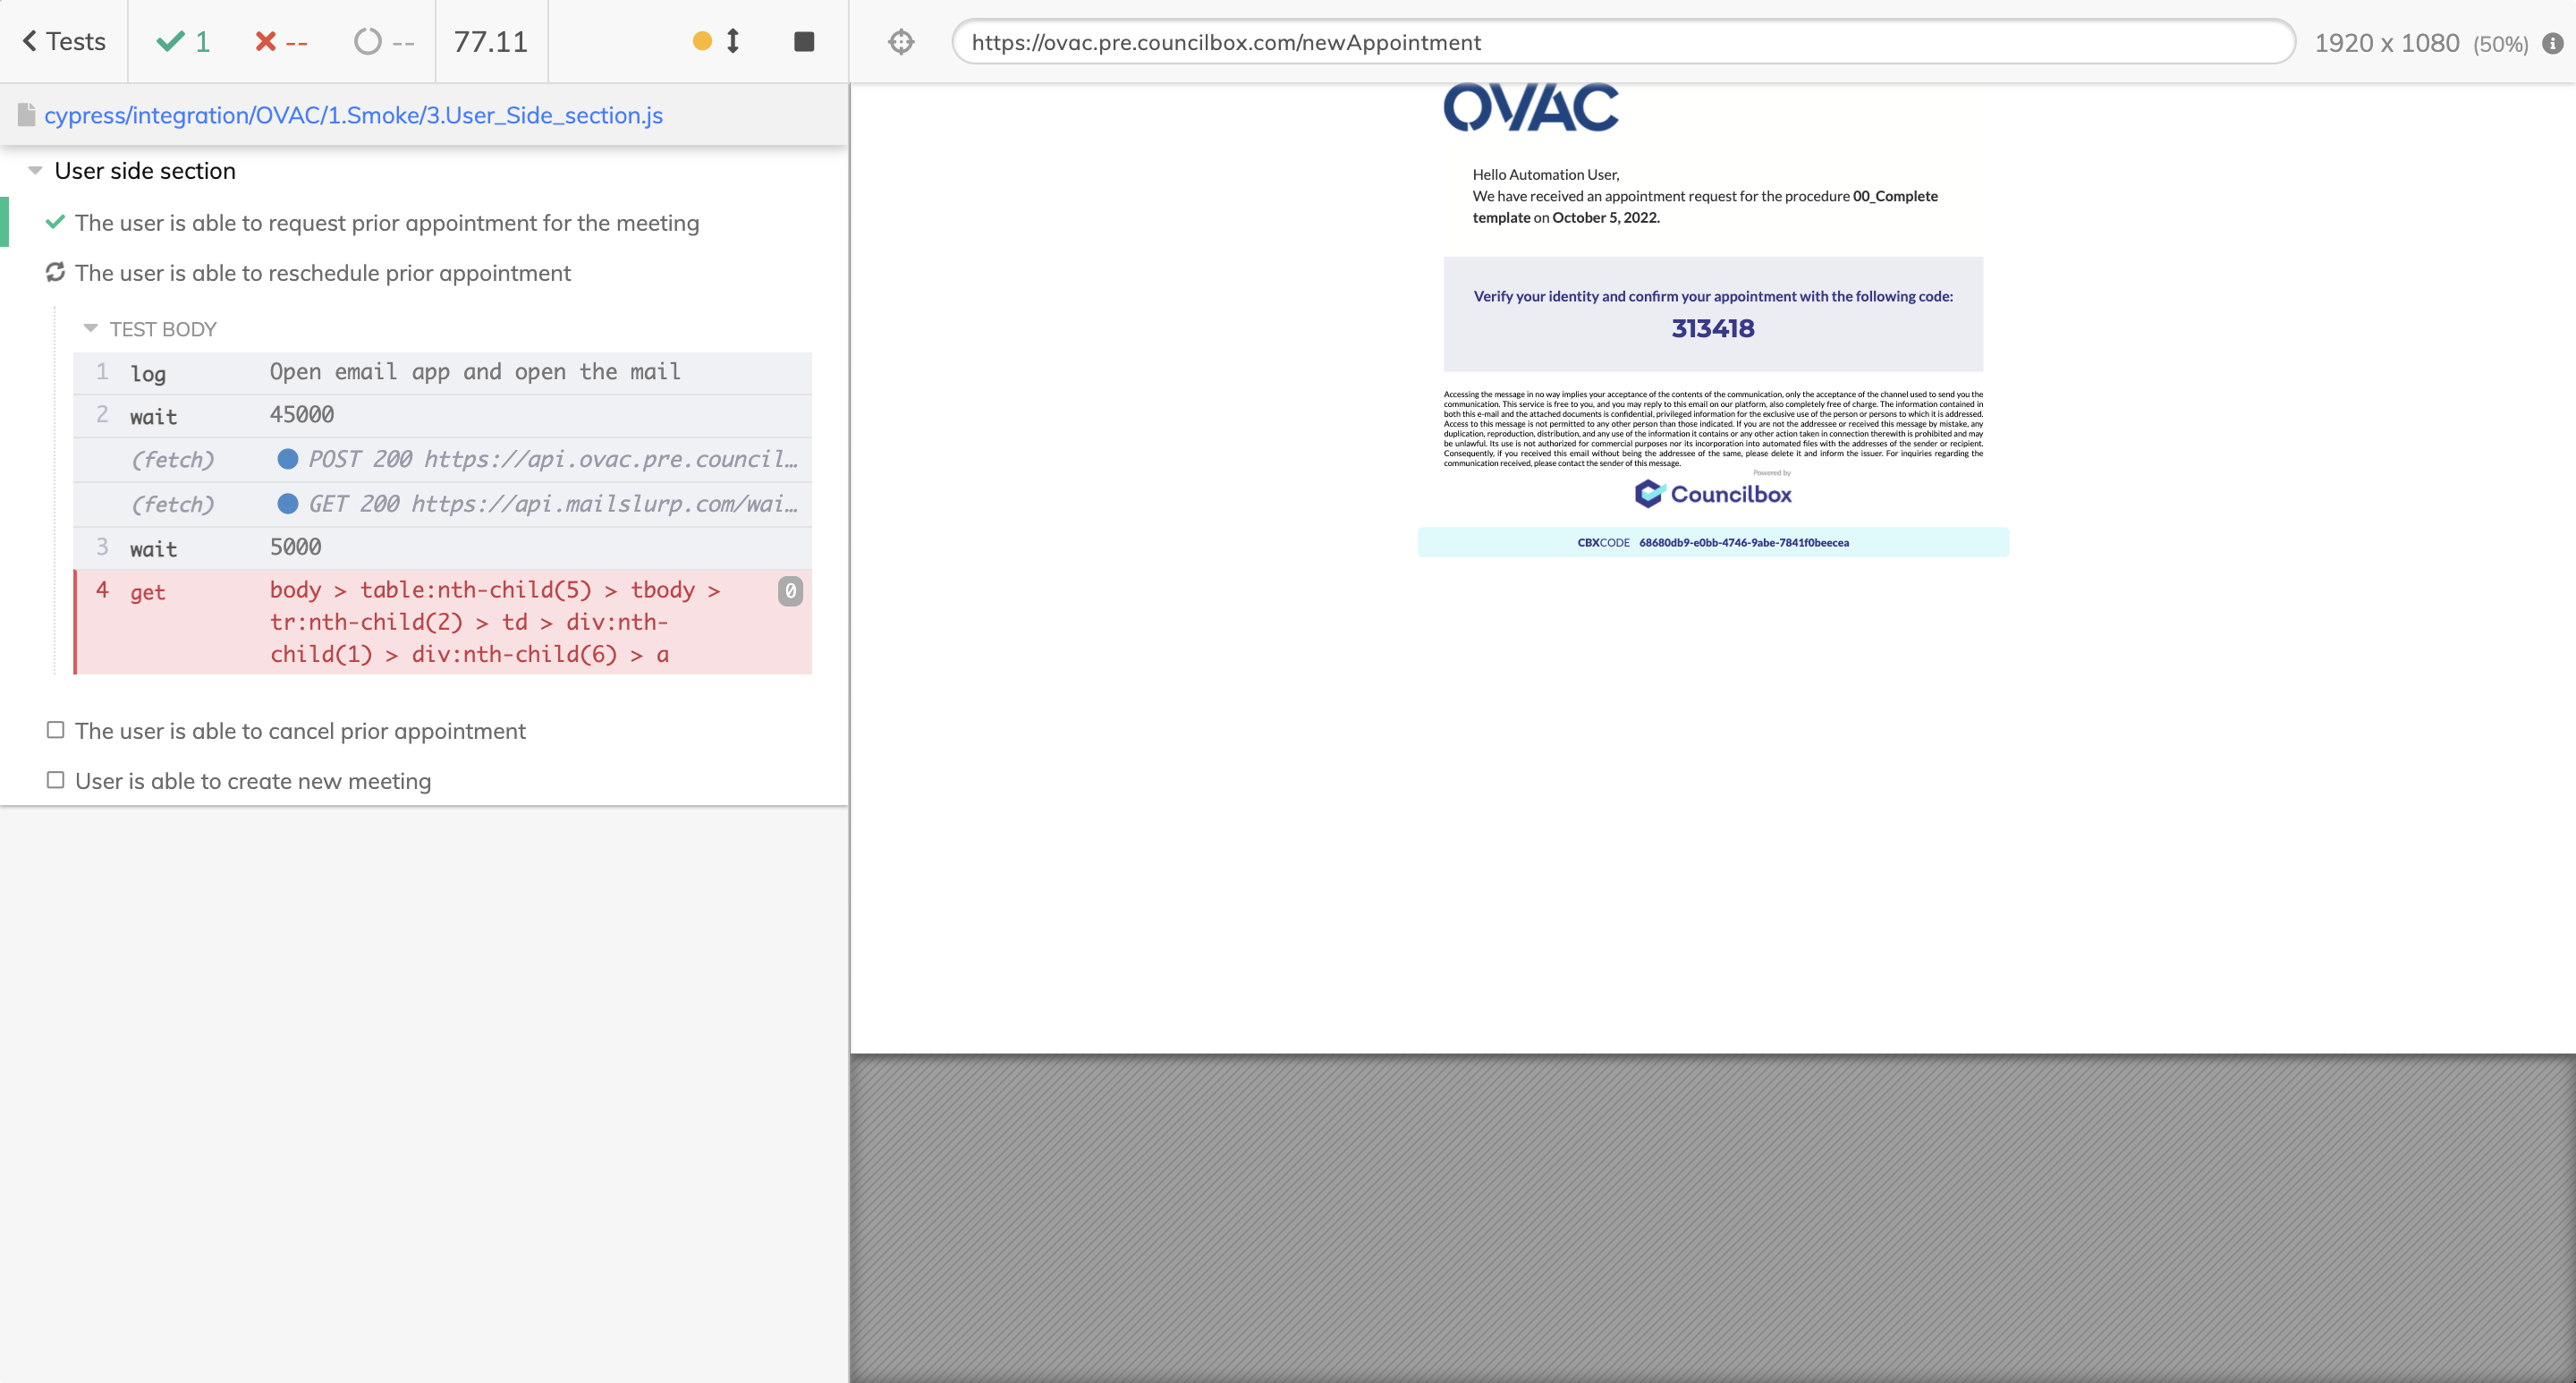 Tests
1
--
--
77.11
https://ovac.pre.councilbox.com/newAppointment
1920 x 1080 (50%)
cypress/integration/OVAC/1.Smoke/3.User_Side_section.js
User side section
The user is able to request prior appointment for the meeting
The user is able to reschedule prior appointment
TEST BODY
1 log Open email app and open the mail
2 wait 45000
(fetch) POST 200 https://api.ovac.pre.council...
(fetch) GET 200 https://api.mailslurp.com/wai...
3 wait 5000
4 get body > table:nth-child(5) > tbody > 0
tr:nth-child(2) > td > div:nth-
child(1) > div:nth-child(6) > a
The user is able to cancel prior appointment
User is able to create new meeting
OVAC
Hello Automation User,
We have received an appointment request for the procedure 00_Complete
template on October 5, 2022.
Verify your identity and confirm your appointment with the following code:
313418
Accessing the message in no way implies your acceptance of the contents of the communication, only the acceptance of the channel used to send you the
communication. This service is free to you, and you may reply to this email on our platform, also completely free of charge. The information contained in
both this e-mail and the attached documents is confidential, privileged information for the exclusive use of the person or persons to which it is addressed.
Access to this message is not permitted to any other person than those indicated. If you are not the addressee or received this message by mistake, any
duplication, reproduction, distribution, and any use of the information it contains or any other action taken in connection therewith is prohibited and may
be unlawful. Its use is not authorized for commercial purposes nor its incorporation into automated files with the addresses of the sender or recipient.
Consequently, if you received this email without being the addressee of the same, please delete it and inform the issuer. For inquiries regarding the
communication received, please contact the sender of this message.
Powered by
Councilbox
CBXCODE 68680db9-e0bb-4746-9abe-7841f0beecea